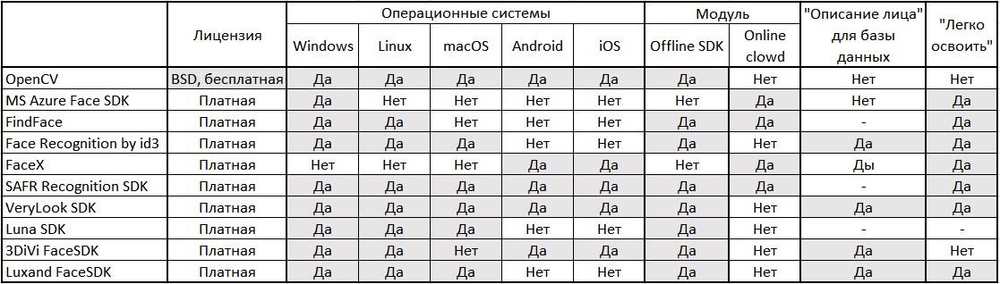 Лицензия Операционные системы Модуль "Описание лица" для базы данных "Легко освоить"
Windows Linux macOS Android iOS Offline SDK Online clowd
OpenCV BSD, бесплатная Да Да Да Да Да Да Нет Нет Нет
MS Azure Face SDK Платная Да Нет Нет Нет Нет Нет Да Нет Да
FindFace Платная Да Да Нет Нет Нет Да Да - Да
Face Recognition by id3 Платная Да Да Да Нет Нет Да Нет Да Да
FaceX Платная Нет Нет Нет Да Да Нет Да Ды Да
SAFR Recognition SDK Платная Да Да Да Да Да Да Да - Да
VeryLook SDK Платная Да Да Да Да Да Да Нет Да Да
Luna SDK Платная Да Да Да Нет Нет Да Нет - -
3DiVi FaceSDK Платная Да Да Нет Да Да Да Нет Да Нет
Luxand FaceSDK Платная Да Да Да Нет Нет Да Нет Да Да